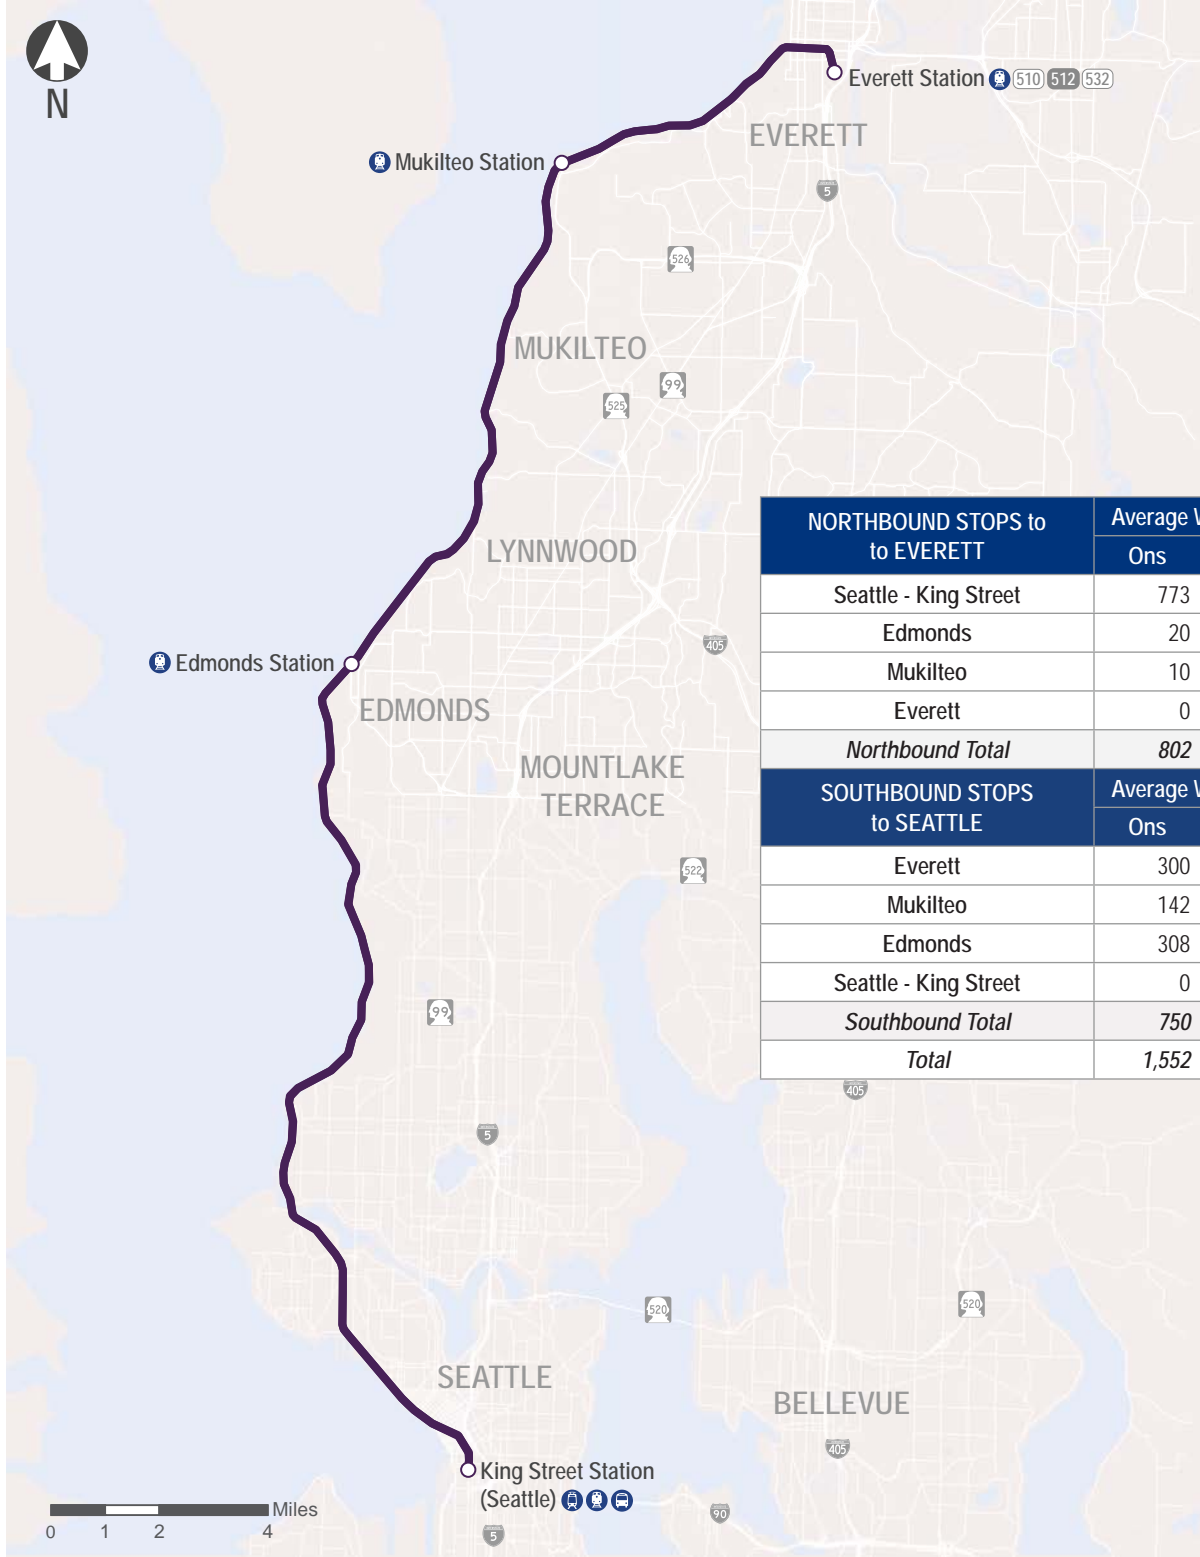 N
Everett Station 510 512 532
EVERETT
Mukilteo Station
5
526
MUKILTEO
99
525
LYNNWOOD
405
Edmonds Station
EDMONDS
MOUNTLAKE
TERRACE
522
99
NORTHBOUND STOPS to
to EVERETT
Average W
Ons
Seattle - King Street 773
Edmonds 20
Mukilteo 10
Everett 0
Northbound Total 802
SOUTHBOUND STOPS
to SEATTLE
Average W
Ons
Everett 300
Mukilteo 142
Edmonds 308
Seattle - King Street 0
Southbound Total 750
Total 1,552
405
5
520
520
SEATTLE
BELLEVUE
405
King Street Station
(Seattle)
90
5
Miles
0 1 2 4